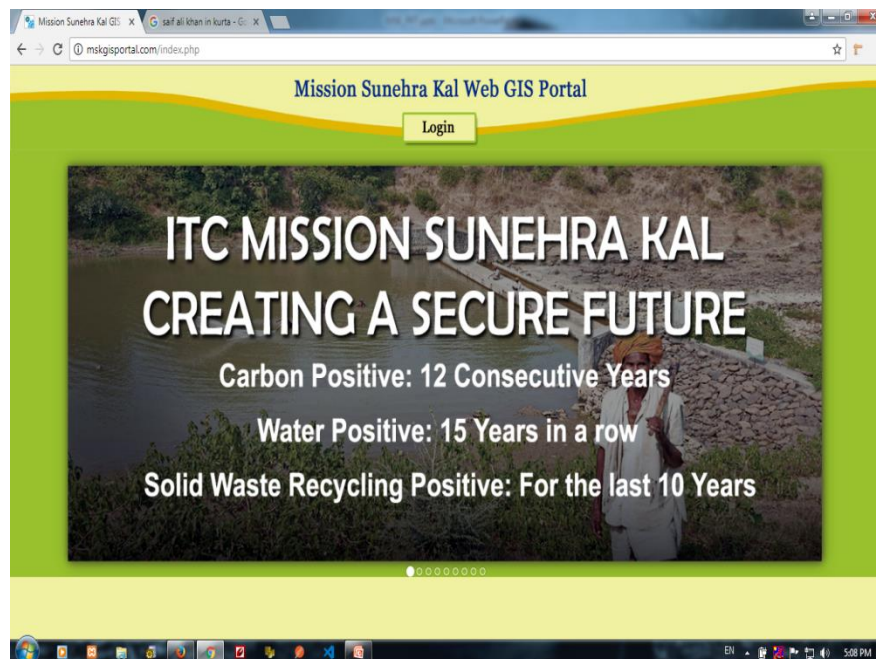 Mission Sunehra Kal GIS
saif ali khan in kurta - Go
mskgisportal.com/index.php
Mission Sunehra Kal Web GIS Portal
Login
ITC MISSION SUNEHRA KAL
CREATING A SECURE FUTURE
Carbon Positive: 12 Consecutive Years
Water Positive: 15 Years in a row
Solid Waste Recycling Positive: For the last 10 Years
EN
5:08 PM